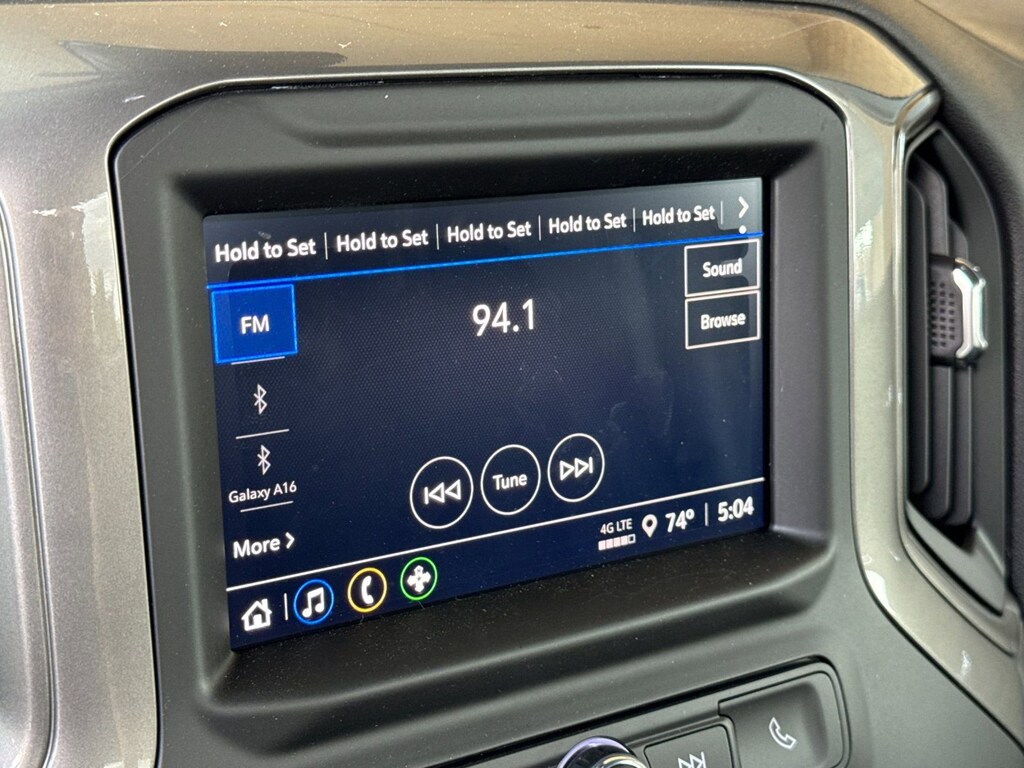 Hold to Set | Hold to Set | Hold to Set | Hold to Set | Hold to Set
Sound
FM
94.1
Browse
Galaxy A16
Tune
More
4G LTE
74° | 5:04